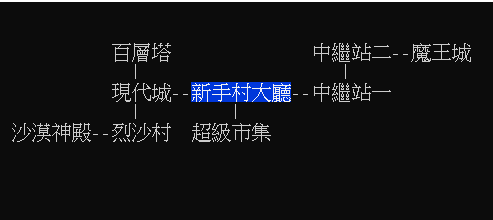 百層塔 中繼站二--魔王城
| |
現代城--新手村大廳--中繼站一
| |
沙漠神殿--烈沙村 超級市集